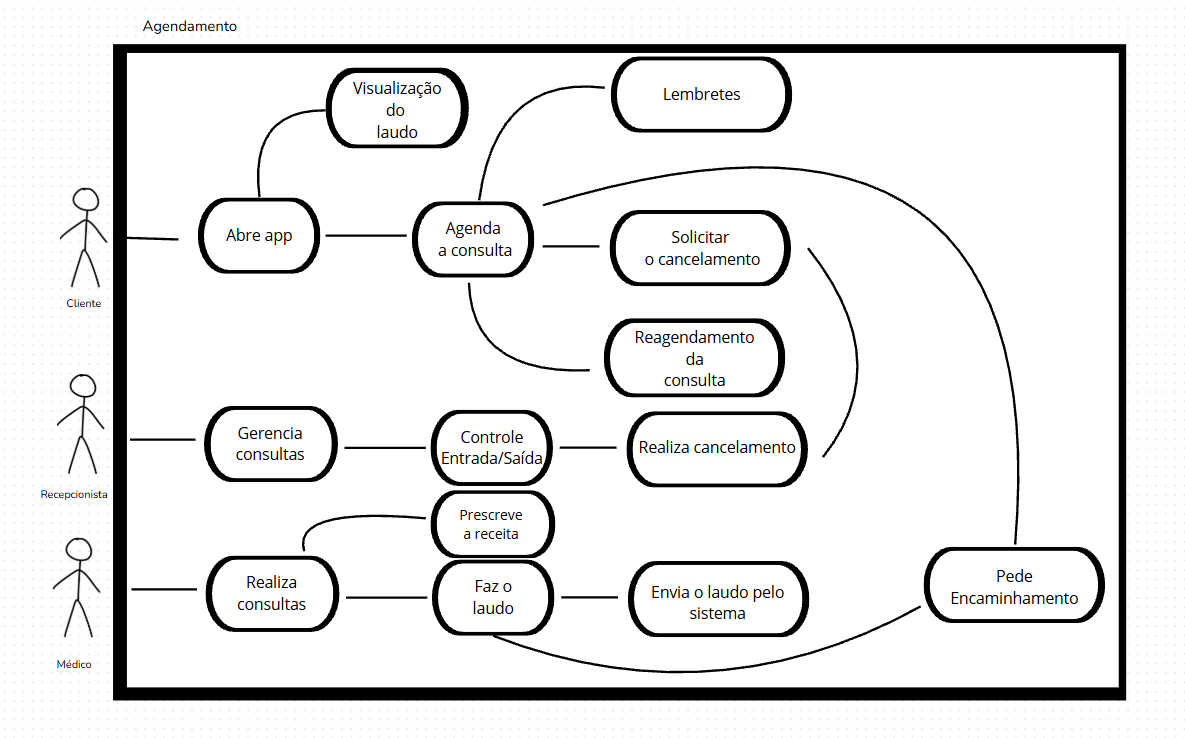 Agendamento
Visualização
do
laudo
Lembretes
Abre app
Agenda
a consulta
Solicitar
o cancelamento
Cliente
Reagendamento
da
consulta
Gerencia
consultas
Controle
Entrada/Saída
Realiza cancelamento
Recepcionista
Prescreve
a receita
Realiza
consultas
Faz o
laudo
Envia o laudo pelo
sistema
Pede
Encaminhamento
Médico